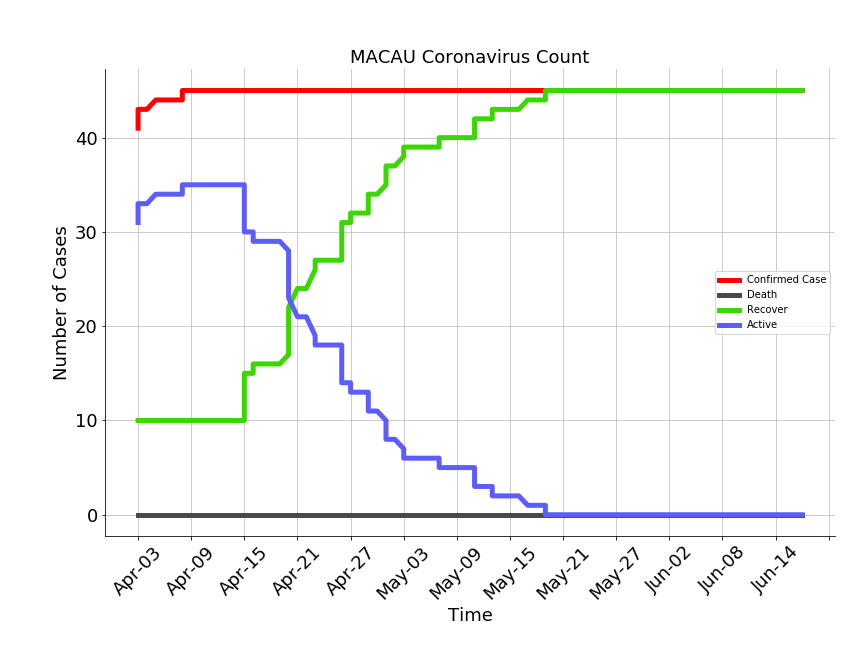 MACAU Coronavirus Count
Number of Cases
40
30
20
10
0
Confirmed Case
Death
Recover
Active
Apr-03
Apr-09
Apr-15
Apr-21
Apr-27
May-03
May-09
May-15
May-21
May-27
Jun-02
Jun-08
Jun-14
Time